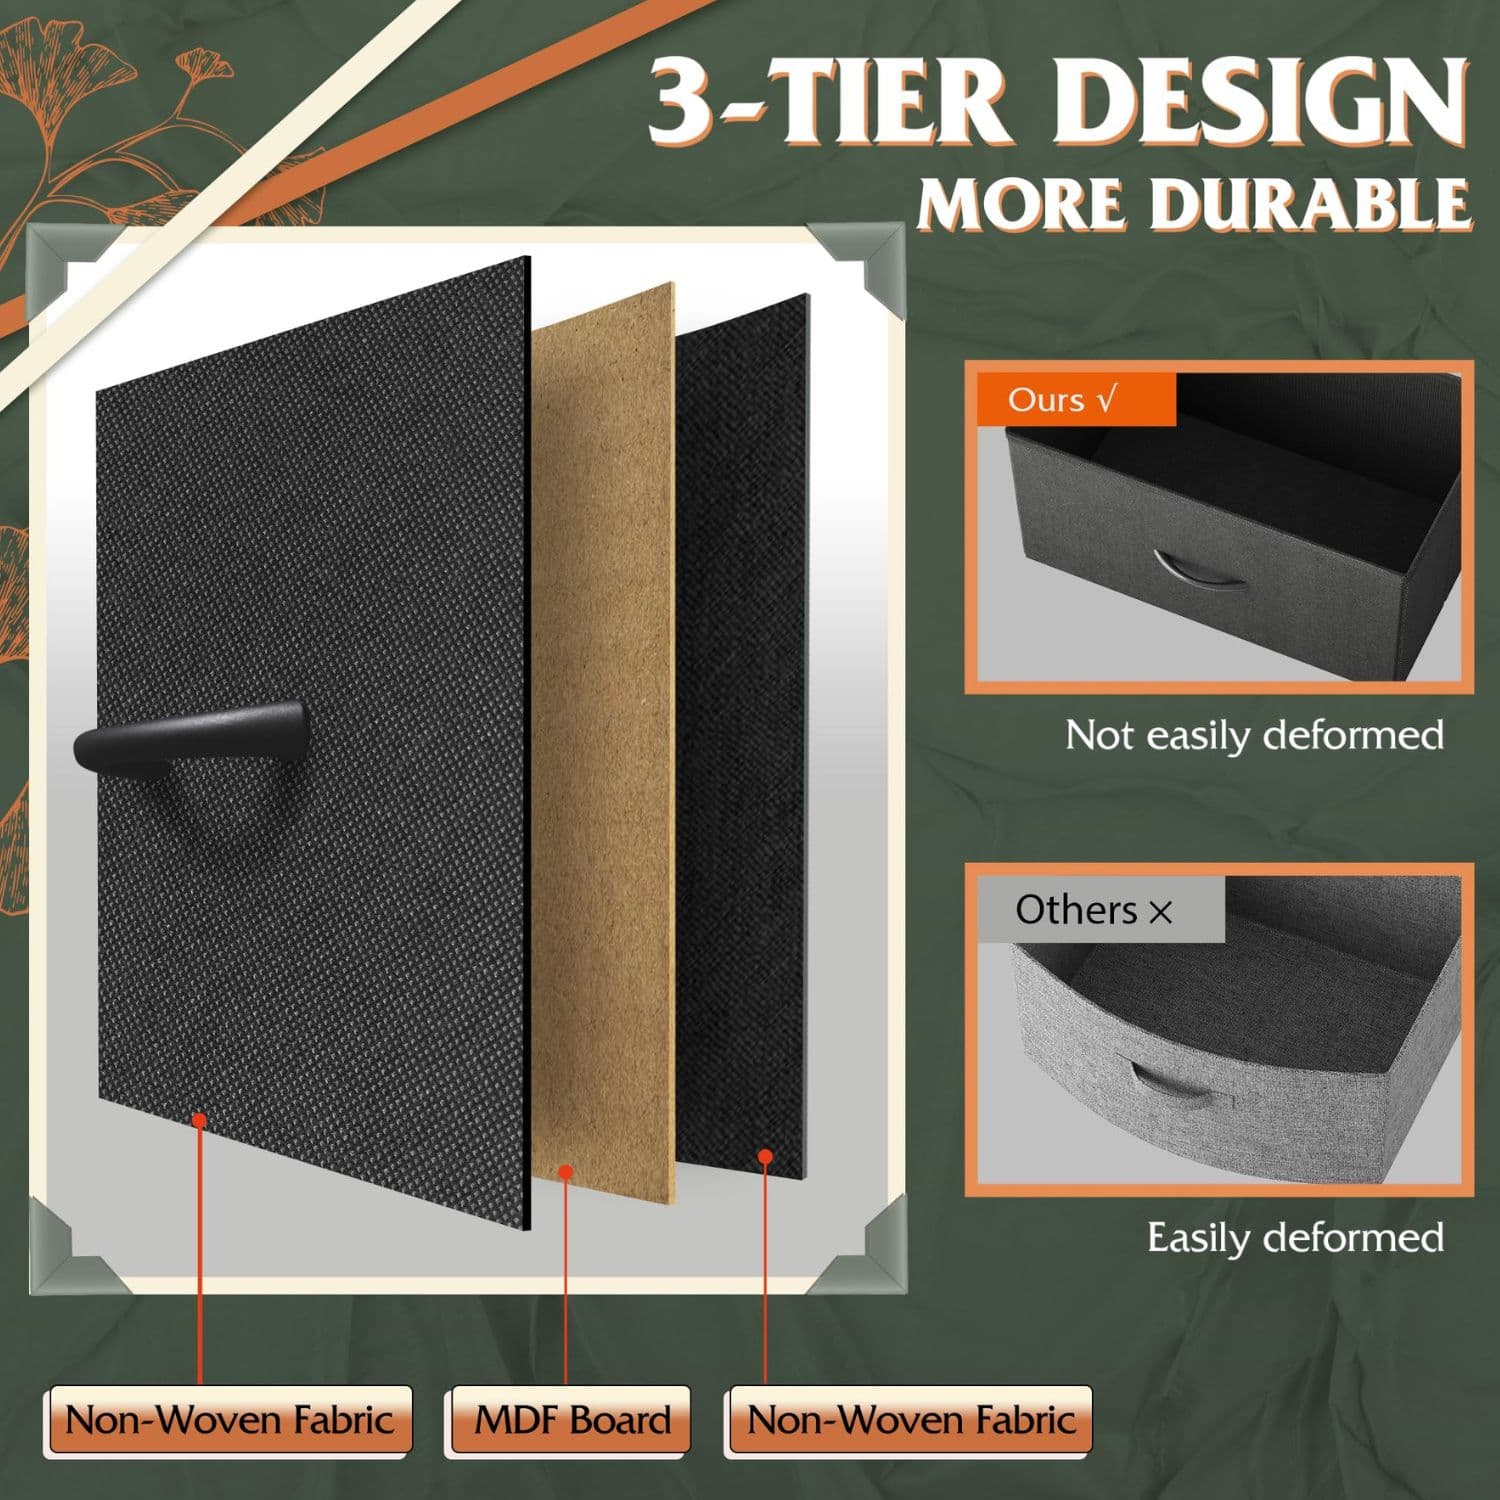 3-TIER DESIGN
MORE DURABLE
Ours √
Not easily deformed
Others ×
Easily deformed
Non-Woven Fabric
MDF Board
Non-Woven Fabric